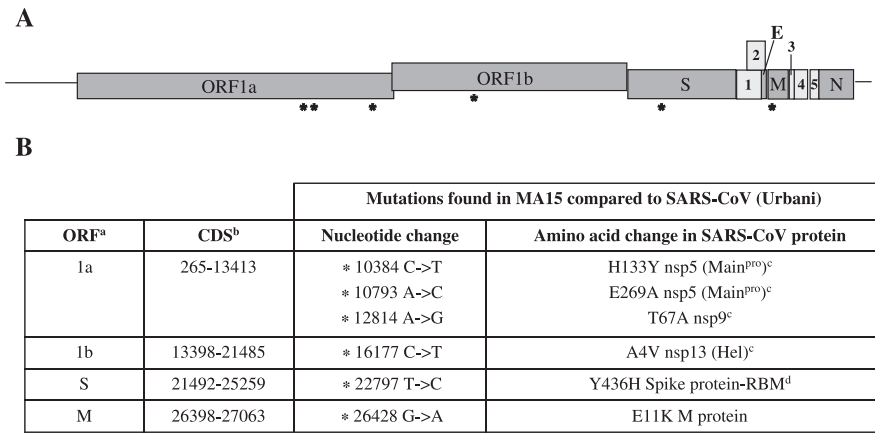 A
ORF1a
ORF1b
S
1
2
E
M
3
4
5
N
* * * * * *
B
Mutations found in MA15 compared to SARS-CoV (Urbani)
ORFa CDSb Nucleotide change Amino acid change in SARS-CoV protein
1a 265-13413 * 10384 C->T H133Y nsp5 (Mainpro)c
* 10793 A->C E269A nsp5 (Mainpro)c
* 12814 A->G T67A nsp9c
1b 13398-21485 * 16177 C->T A4V nsp13 (Hel)c
S 21492-25259 * 22797 T->C Y436H Spike protein-RBMd
M 26398-27063 * 26428 G->A E11K M protein